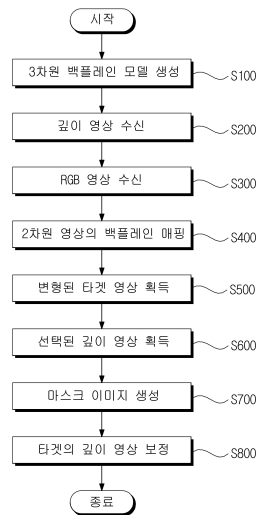 시작
3차원 백플레인 모델 생성
S100
깊이 영상 수신
S200
RGB 영상 수신
S300
2차원 영상의 백플레인 매핑
S400
변형된 타겟 영상 획득
S500
선택된 깊이 영상 획득
S600
마스크 이미지 생성
S700
타겟의 깊이 영상 보정
S800
종료